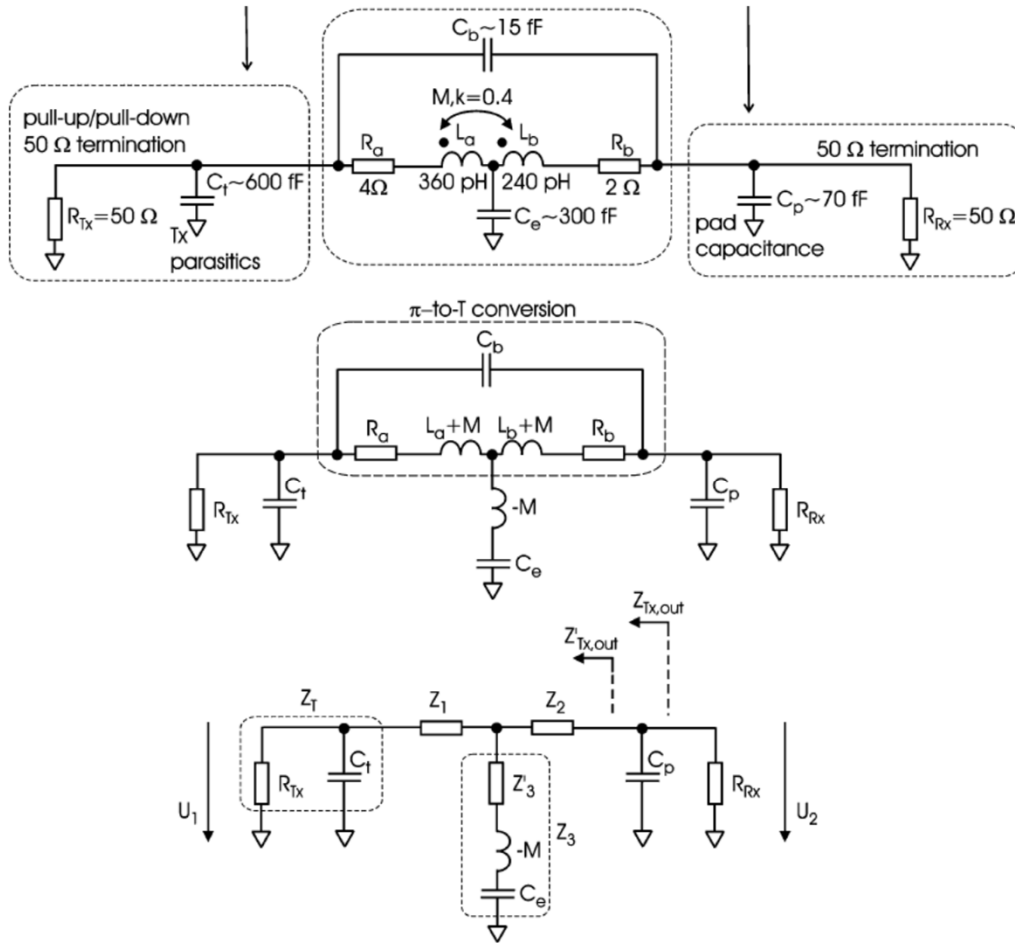 C_b~15 fF
M,k=0.4
pull-up/pull-down
50 Ω termination
R_a
L_a
L_b
R_b
50 Ω termination
4Ω
360 pH
240 pH
2 Ω
C_t~600 fF
C_e~300 fF
C_p~70 fF
R_Tx=50 Ω
Tx
parasitics
pad
capacitance
R_Rx=50 Ω
π-to-T conversion
C_b
R_a
L_a+M
L_b+M
R_b
R_Tx
C_t
-M
C_e
C_p
R_Rx
Z_Tx,out
Z'_Tx,out
Z_T
Z_1
Z_2
U_1
R_Tx
C_t
Z'_3
-M
C_e
Z_3
C_p
R_Rx
U_2